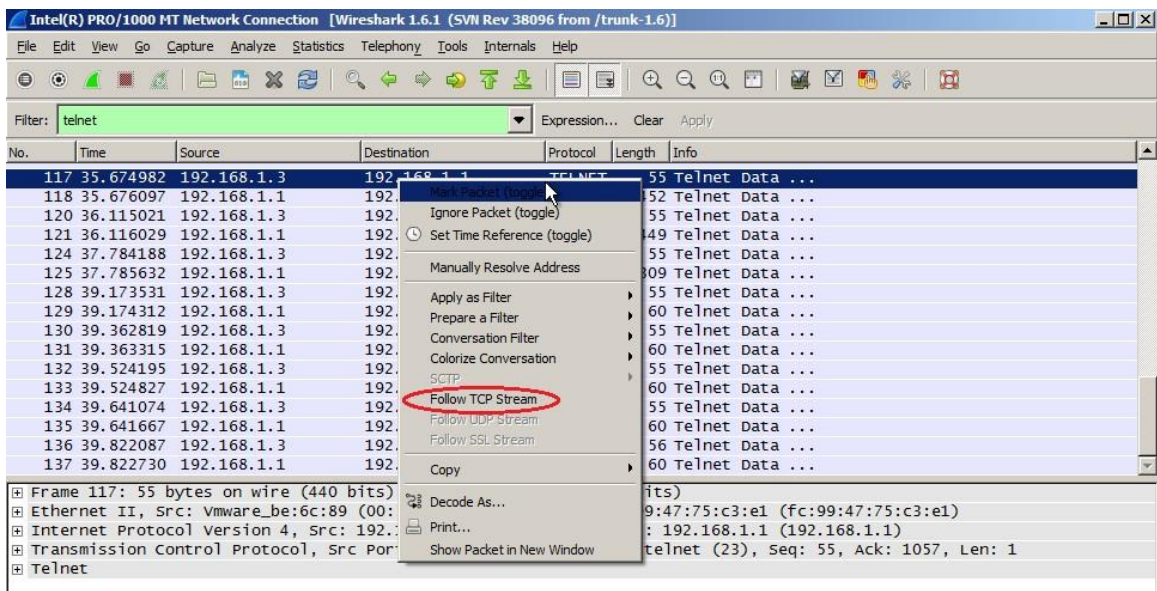 Intel(R) PRO/1000 MT Network Connection [Wireshark 1.6.1 (SVN Rev 38096 from /trunk-1.6)]
File Edit View Go Capture Analyze Statistics Telephony Tools Internals Help
Filter: telnet Expression... Clear Apply
No. Time Source Destination Protocol Length Info
117 35.674982 192.168.1.3 192.168.1.1 TELNET 55 Telnet Data ...
118 35.676097 192.168.1.1 192. 452 Telnet Data ...
120 36.115021 192.168.1.3 192. 55 Telnet Data ...
121 36.116029 192.168.1.1 192. 449 Telnet Data ...
124 37.784188 192.168.1.3 192. 55 Telnet Data ...
125 37.785632 192.168.1.1 192. 309 Telnet Data ...
128 39.173531 192.168.1.3 192. 55 Telnet Data ...
129 39.174312 192.168.1.1 192. 60 Telnet Data ...
130 39.362819 192.168.1.3 192. 55 Telnet Data ...
131 39.363315 192.168.1.1 192. 60 Telnet Data ...
132 39.524195 192.168.1.3 192. 55 Telnet Data ...
133 39.524827 192.168.1.1 192. 60 Telnet Data ...
134 39.641074 192.168.1.3 192. 55 Telnet Data ...
135 39.641667 192.168.1.1 192. 60 Telnet Data ...
136 39.822087 192.168.1.3 192. 56 Telnet Data ...
137 39.822730 192.168.1.1 192. 60 Telnet Data ...
Mark Packet (toggle)
Ignore Packet (toggle)
Set Time Reference (toggle)
Manually Resolve Address
Apply as Filter
Prepare a Filter
Conversation Filter
Colorize Conversation
SCTP
Follow TCP Stream
Follow UDP Stream
Follow SSL Stream
Copy
Decode As...
Print...
Show Packet in New Window
Frame 117: 55 bytes on wire (440 bits) its)
Ethernet II, Src: Vmware_be:6c:89 (00: 9:47:75:c3:e1 (fc:99:47:75:c3:e1)
Internet Protocol Version 4, Src: 192. : 192.168.1.1 (192.168.1.1)
Transmission Control Protocol, Src Por telnet (23), Seq: 55, Ack: 1057, Len: 1
Telnet